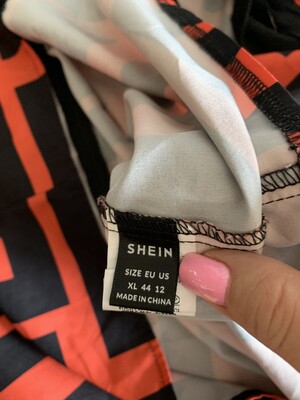 SHEIN
SIZE EU US
XL 44 12
MADE IN CHINA